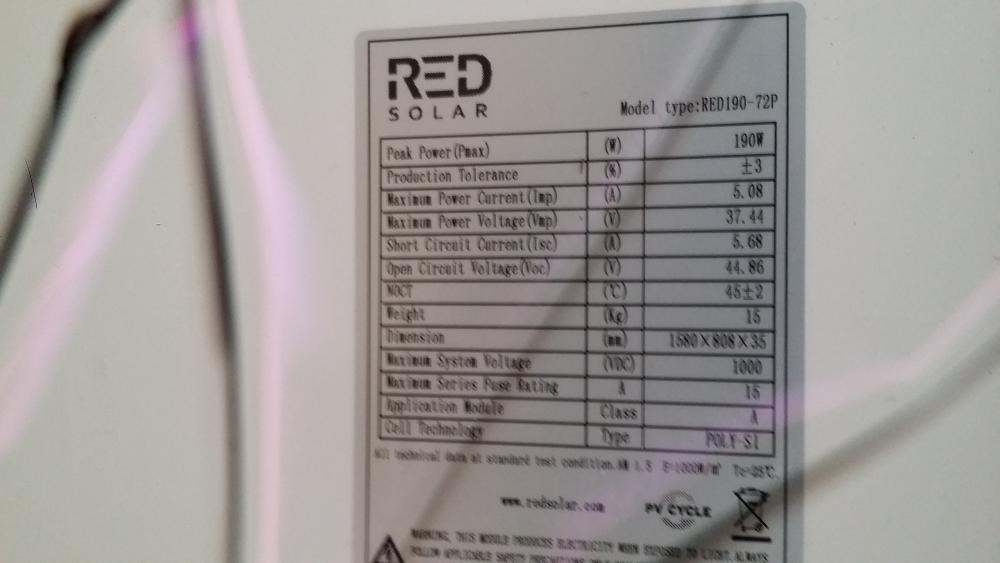 RED
SOLAR
Model type:RED190-72P
Peak Power(Pmax) (W) 190W
Production Tolerance (%) ±3
Maximum Power Current(Imp) (A) 5.08
Maximum Power Voltage(Vmp) (V) 37.44
Short Circuit Current(Isc) (A) 5.68
Open Circuit Voltage(Voc) (V) 44.86
NOCT (℃) 45±2
Weight (Kg) 15
Dimension (mm) 1580×808×35
Maximum System Voltage (VDC) 1000
Maximum Series Fuse Rating A 15
Application Module Class A
Cell Technology Type POLY-SI
All technical data at standard test condition.AM 1.5 E=1000W/m² Tc=25℃
www.redsolar.com
PV CYCLE
WARNING, THIS MODULE PRODUCES ELECTRICITY WHEN EXPOSED TO LIGHT.ALWAYS
FOLLOW APPLICABLE SAFETY PRECAUTIONS